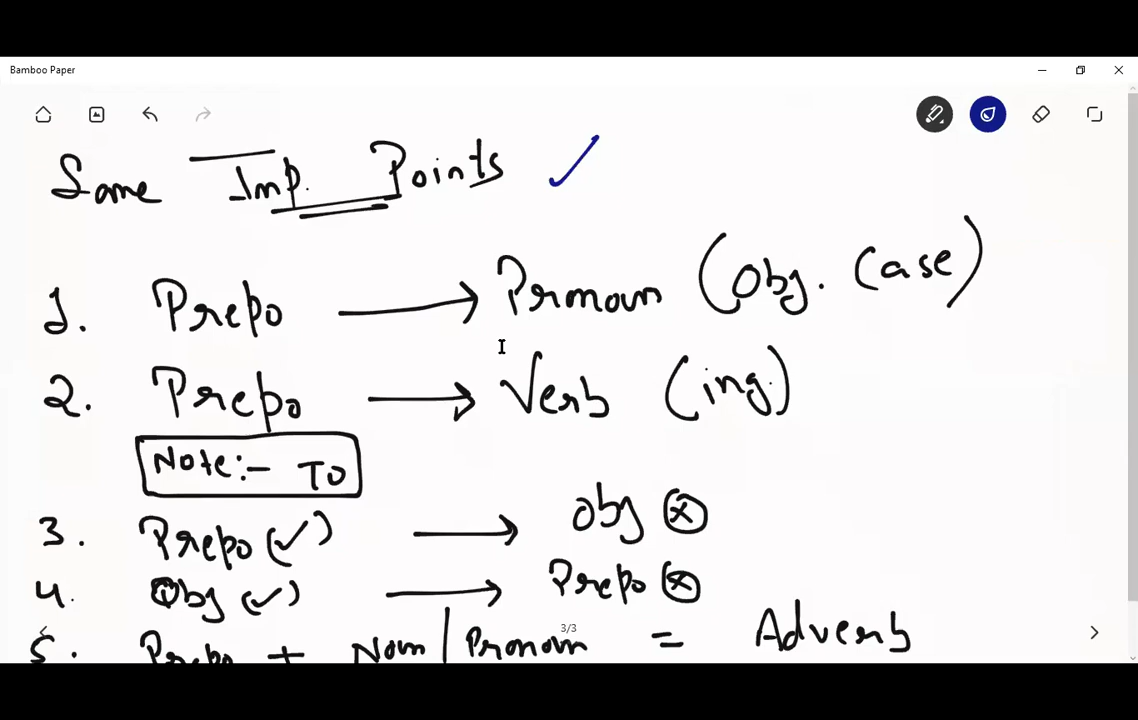 Bamboo Paper
Some Imp. Points ✓
1. Prepo → Pronoun (Obj. Case)
2. Prepo → Verb (ing.)
Note:- TO
3. Prepo (✓) → Obj ⓧ
4. Obj (✓) → Prepo ⓧ
3/3
5. Prepo + Noun | Pronoun = Adverb